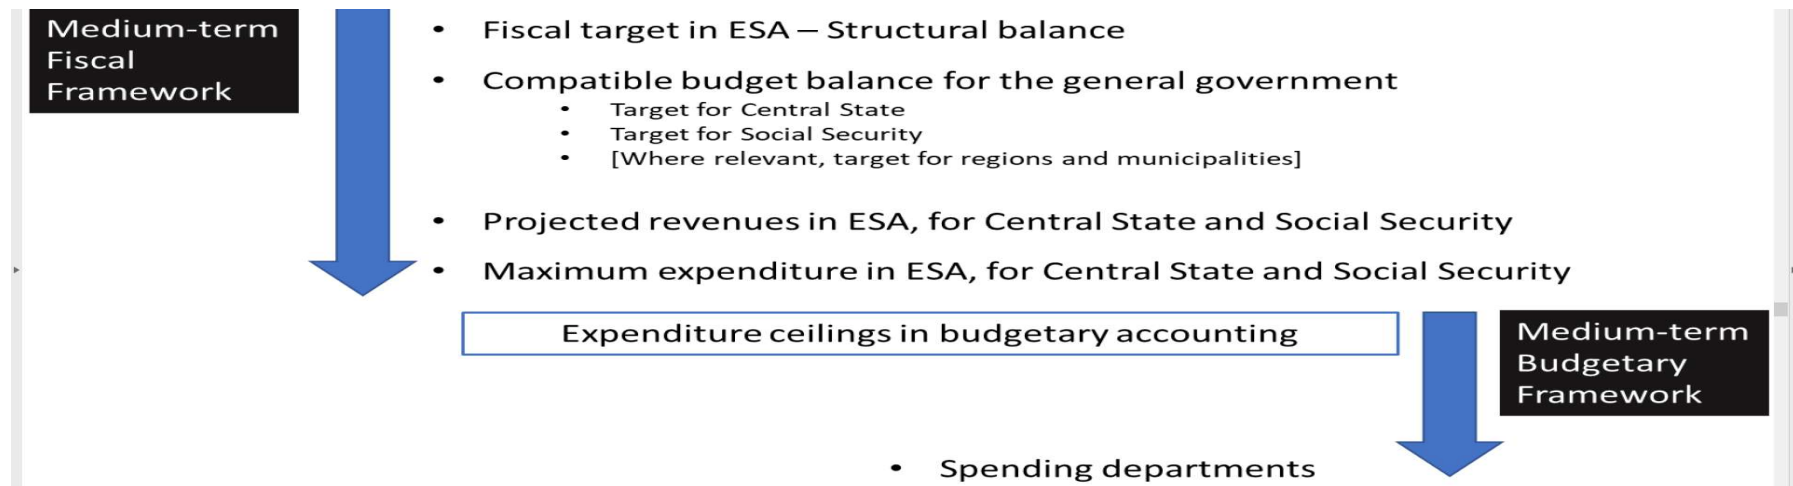 Medium-term
Fiscal
Framework
• Fiscal target in ESA – Structural balance
• Compatible budget balance for the general government
• Target for Central State
• Target for Social Security
• [Where relevant, target for regions and municipalities]
• Projected revenues in ESA, for Central State and Social Security
• Maximum expenditure in ESA, for Central State and Social Security
Expenditure ceilings in budgetary accounting
Medium-term
Budgetary
Framework
• Spending departments